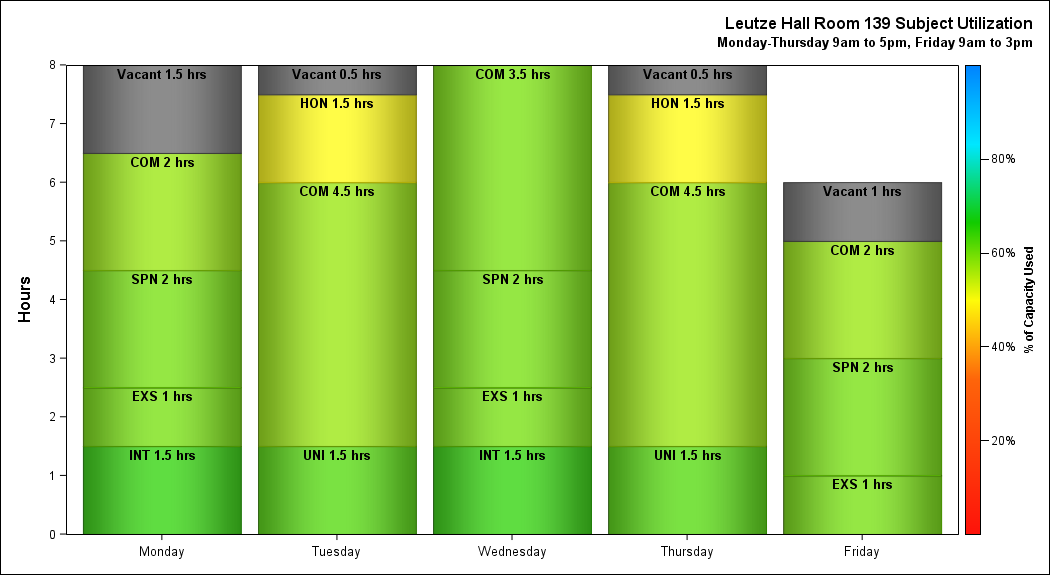 Leutze Hall Room 139 Subject Utilization
Monday-Thursday 9am to 5pm, Friday 9am to 3pm
Hours
8
7
6
5
4
3
2
1
0
Vacant 1.5 hrs
COM 2 hrs
SPN 2 hrs
EXS 1 hrs
INT 1.5 hrs
Vacant 0.5 hrs
HON 1.5 hrs
COM 4.5 hrs
UNI 1.5 hrs
COM 3.5 hrs
SPN 2 hrs
EXS 1 hrs
INT 1.5 hrs
Vacant 0.5 hrs
HON 1.5 hrs
COM 4.5 hrs
UNI 1.5 hrs
Vacant 1 hrs
COM 2 hrs
SPN 2 hrs
EXS 1 hrs
Monday
Tuesday
Wednesday
Thursday
Friday
80%
60%
40%
20%
% of Capacity Used